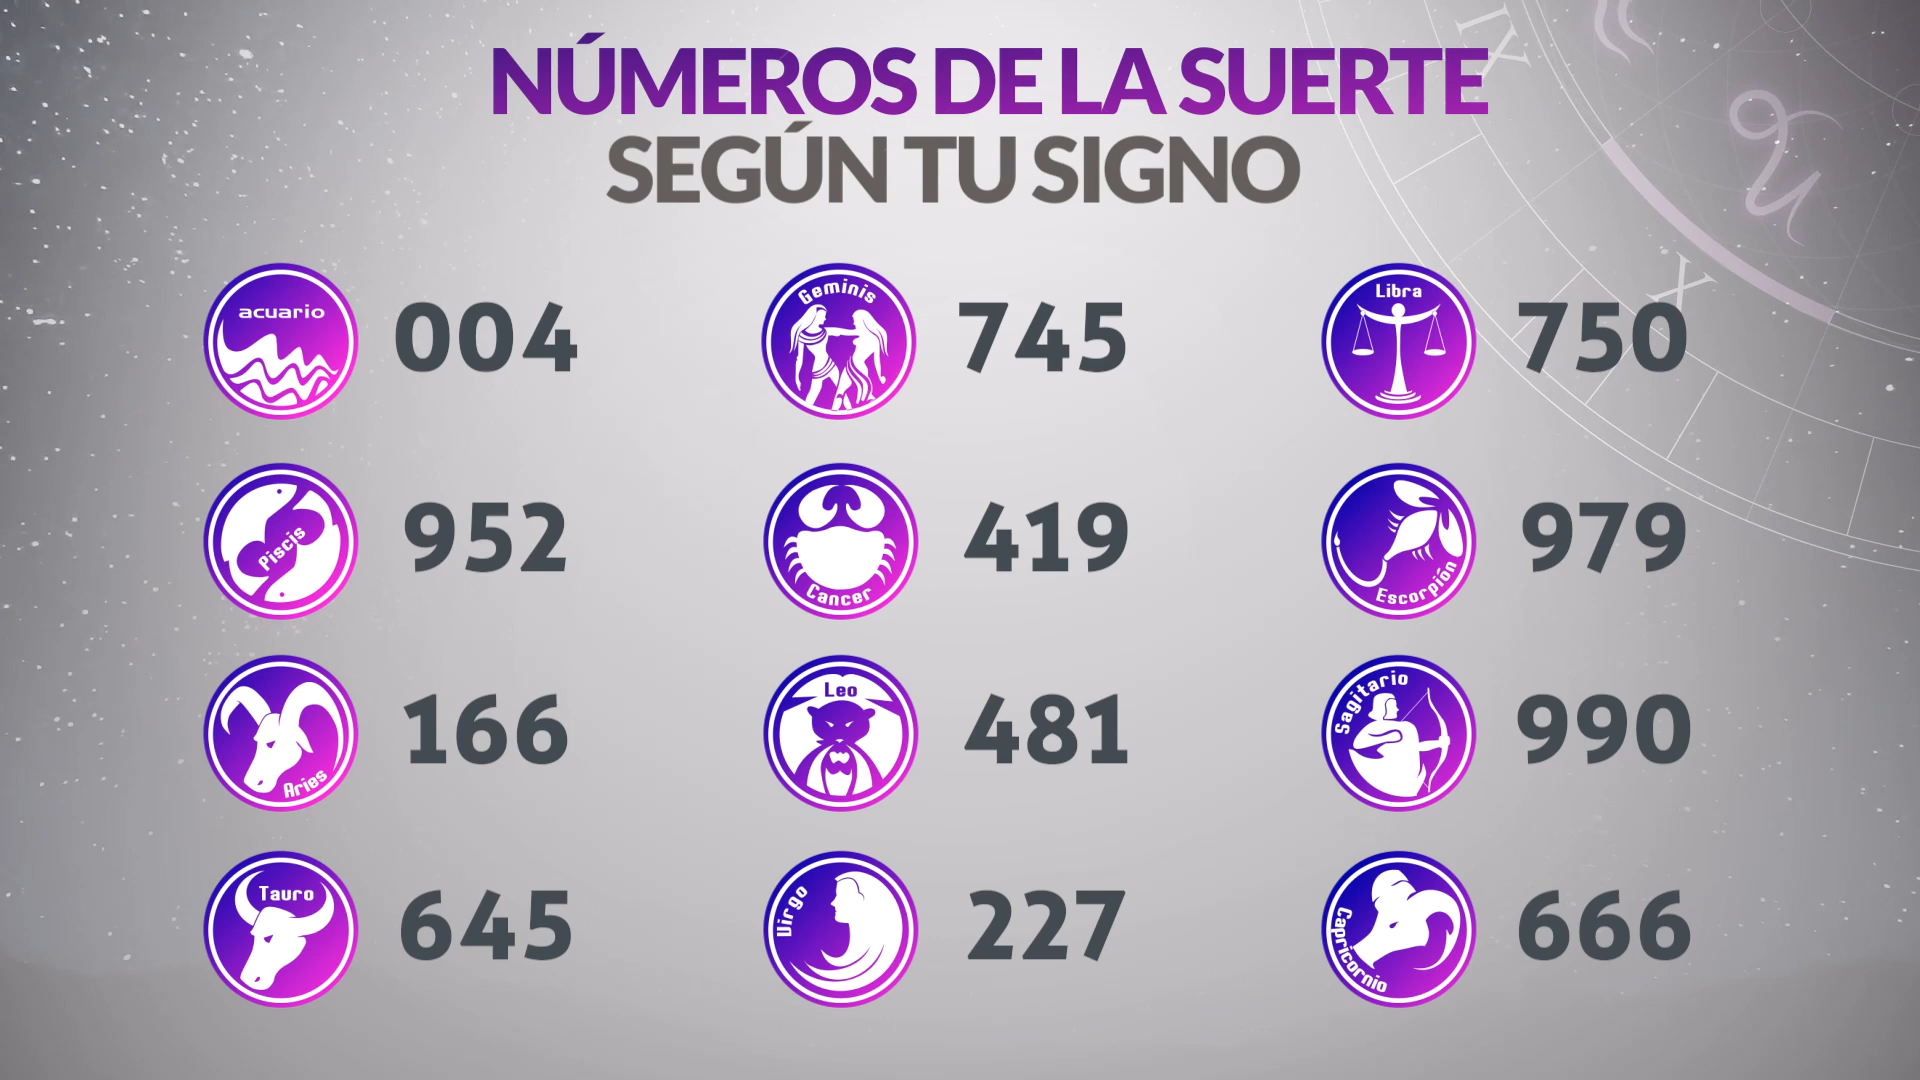 NÚMEROS DE LA SUERTE
SEGÚN TU SIGNO
acuario 004
Geminis 745
Libra 750
Piscis 952
Cancer 419
Escorpión 979
Aries 166
Leo 481
Sagitario 990
Tauro 645
Virgo 227
Capricornio 666
IX
X